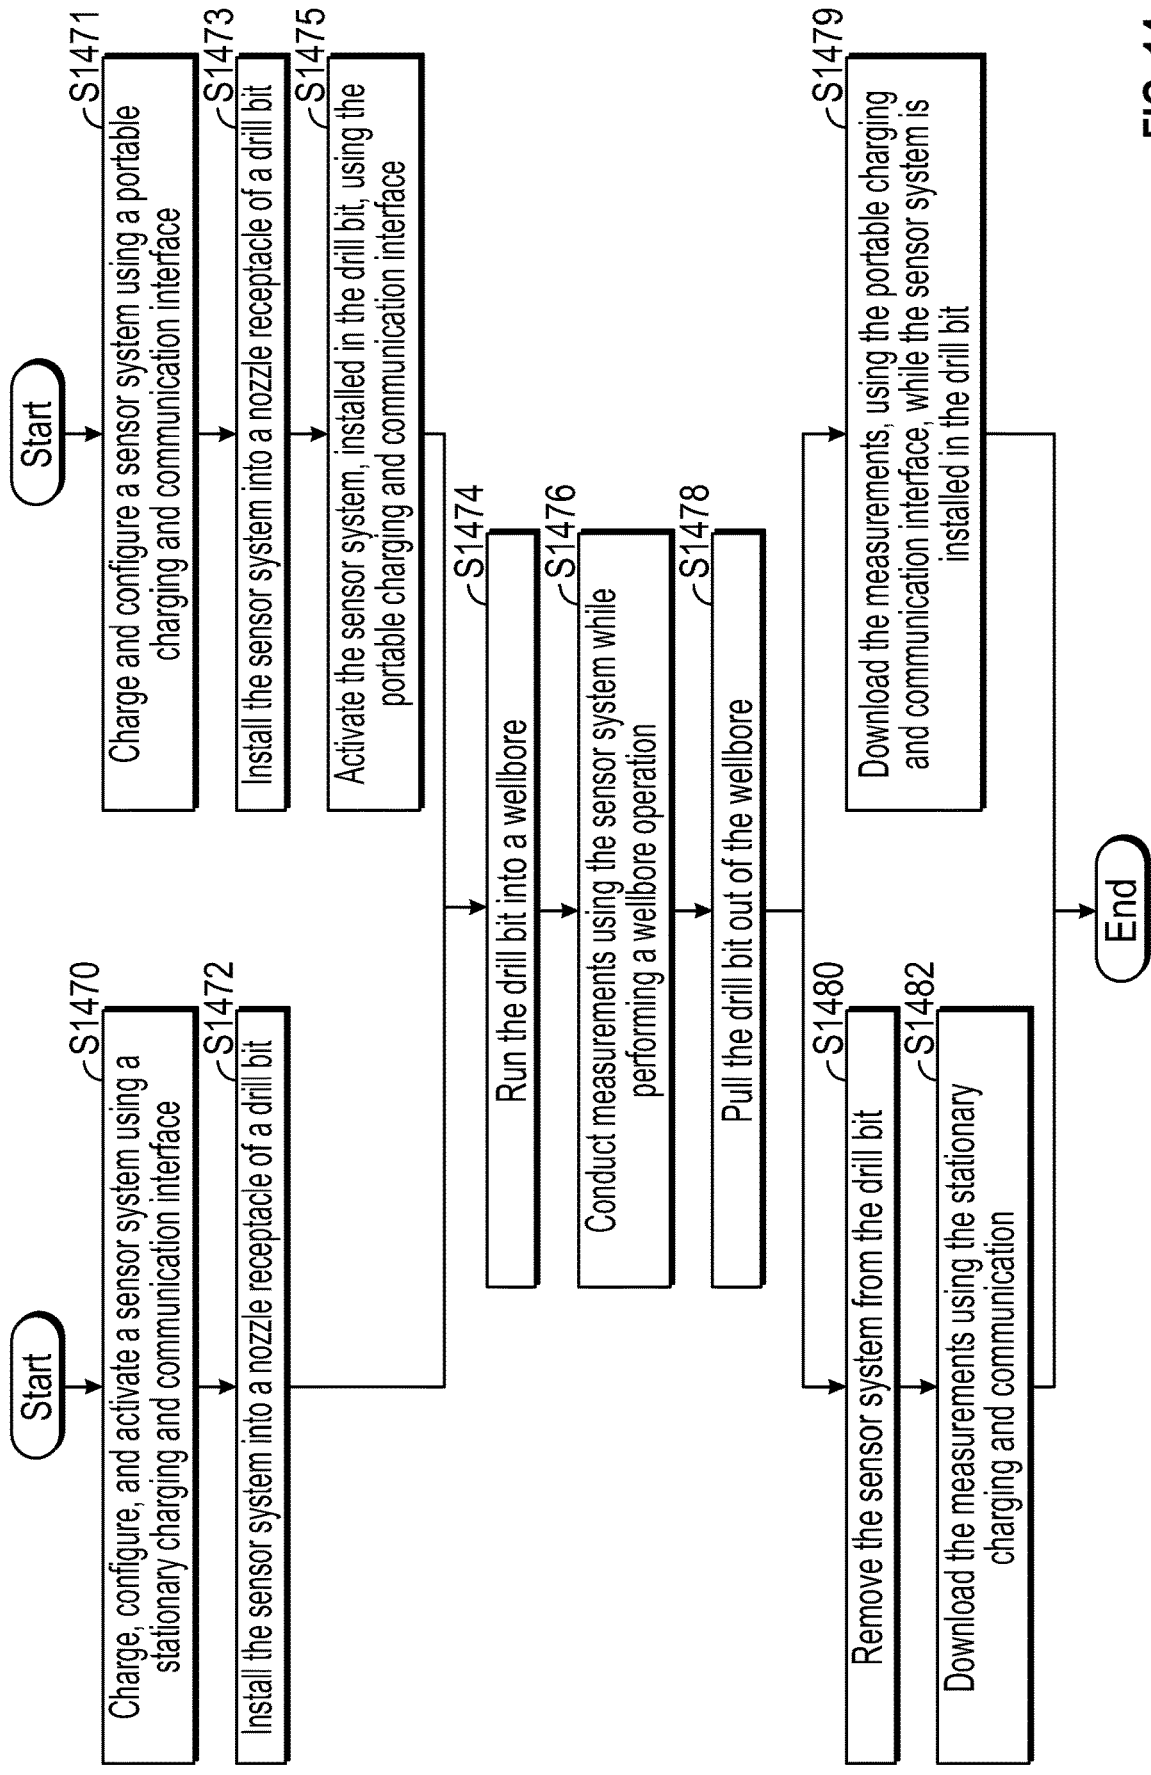 Start
S1470
Charge, configure, and activate a sensor system using a
stationary charging and communication interface
S1472
Install the sensor system into a nozzle receptacle of a drill bit
Start
S1471
Charge and configure a sensor system using a portable
charging and communication interface
S1473
Install the sensor system into a nozzle receptacle of a drill bit
S1475
Activate the sensor system, installed in the drill bit, using the
portable charging and communication interface
S1474
Run the drill bit into a wellbore
S1476
Conduct measurements using the sensor system while
performing a wellbore operation
S1478
Pull the drill bit out of the wellbore
S1480
Remove the sensor system from the drill bit
S1482
Download the measurements using the stationary
charging and communication
S1479
Download the measurements, using the portable charging
and communication interface, while the sensor system is
installed in the drill bit
End
FIG.